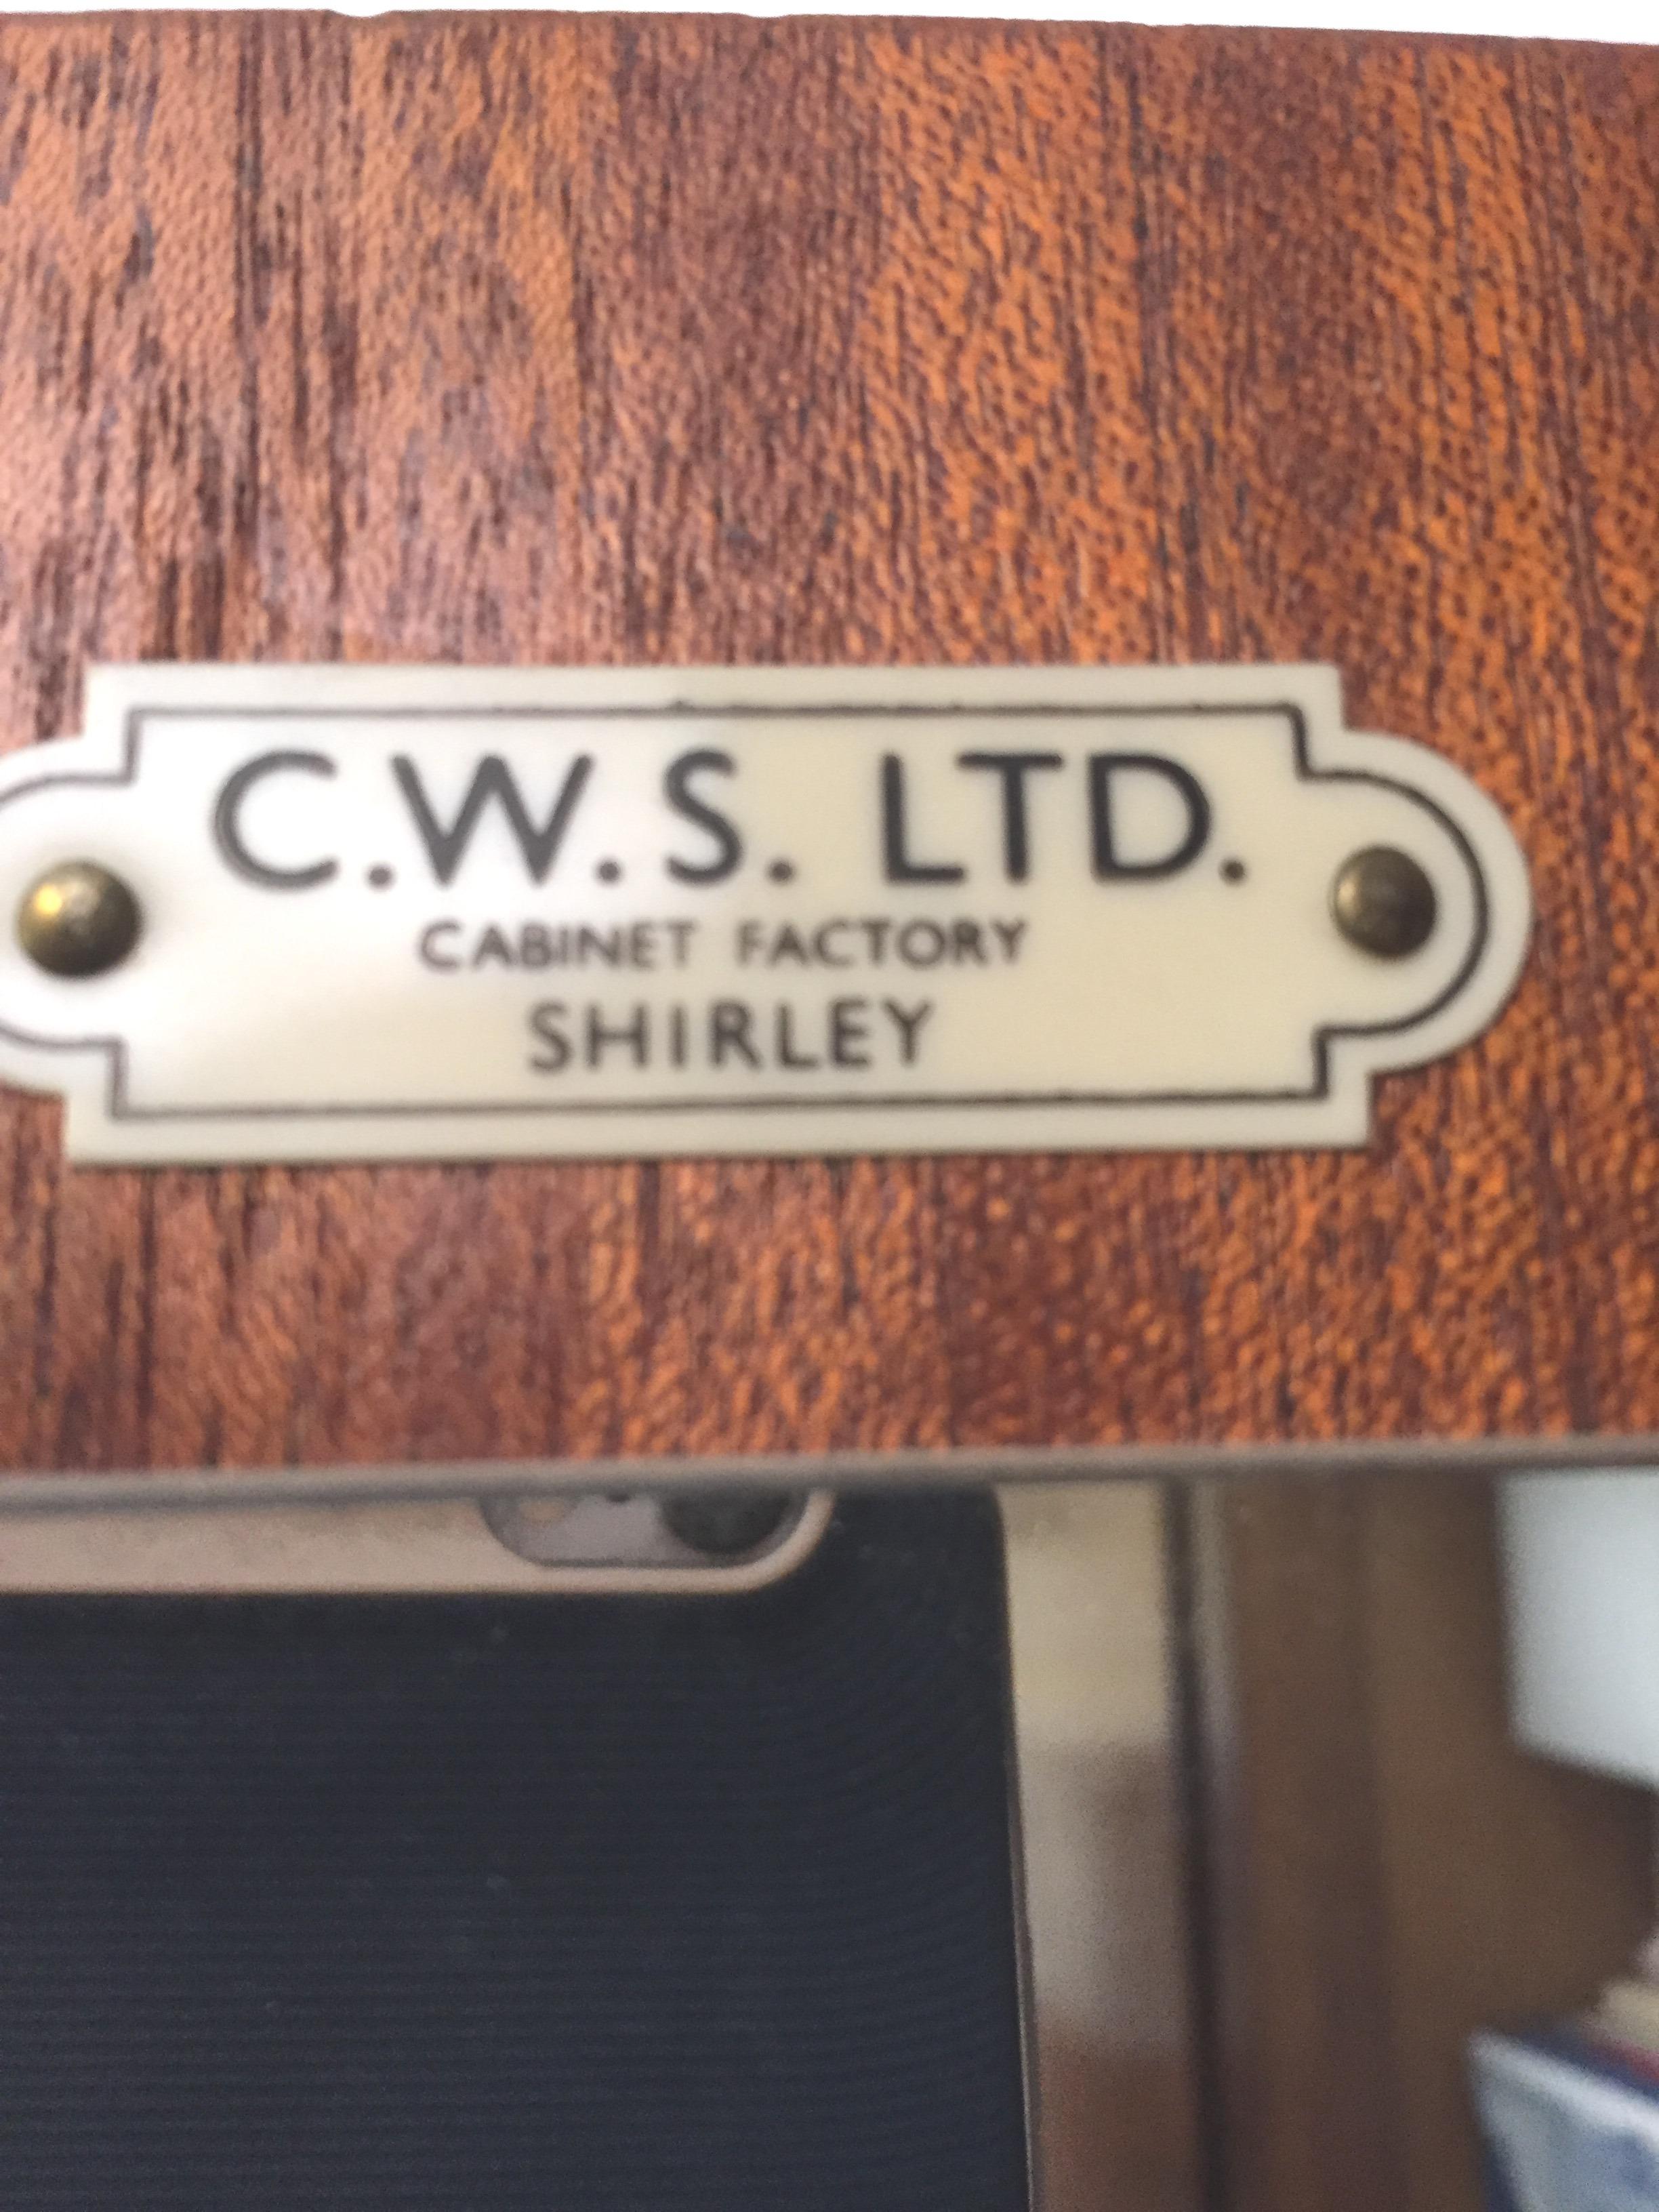 C.W.S. LTD.
CABINET FACTORY
SHIRLEY